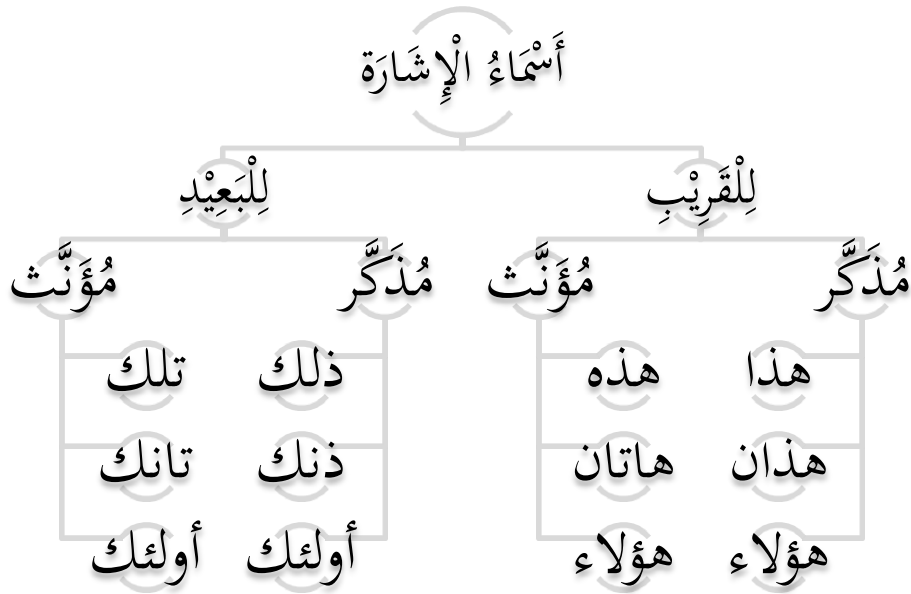 أَسْمَاءُ الْإِشَارَة
لِلْقَرِيْبِ
لِلْبَعِيْدِ
مُذَكَّر
مُؤَنَّث
مُذَكَّر
مُؤَنَّث
هذا
هذه
ذلك
تلك
هذان
هاتان
ذنك
تانك
هؤلاء
هؤلاء
أولئك
أولئك